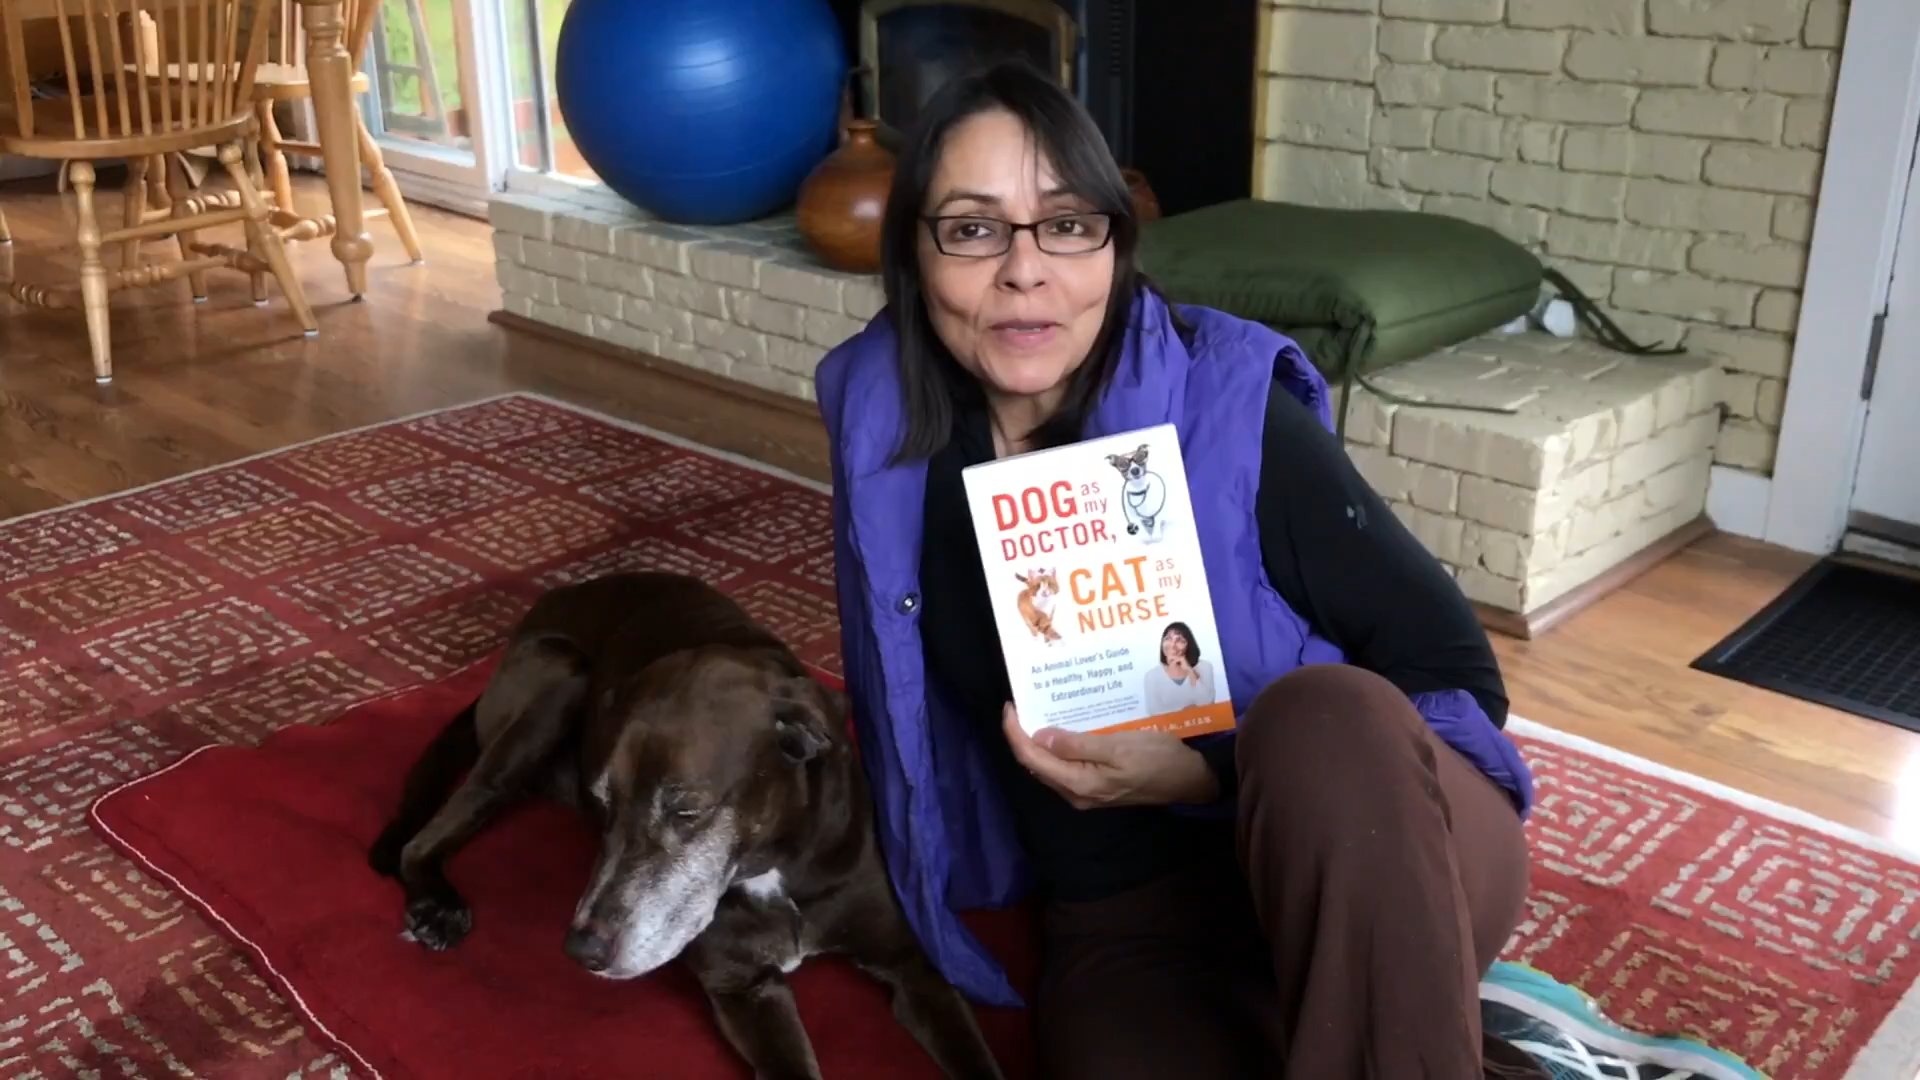 DOG as my
DOCTOR,
CAT as my
NURSE
An Animal Lover's Guide
to a Healthy, Happy, and
Extraordinary Life